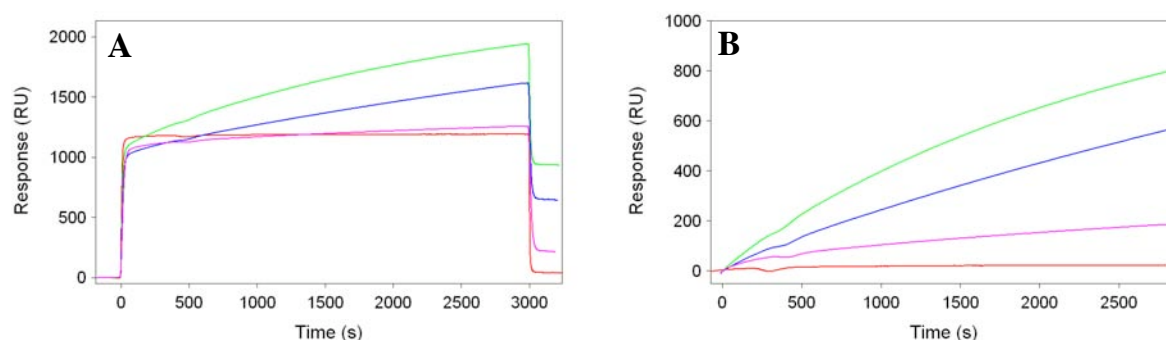 A
Response (RU)
2000
1500
1000
500
0
0 500 1000 1500 2000 2500 3000
Time (s)
B
Response (RU)
1000
800
600
400
200
0
0 500 1000 1500 2000 2500
Time (s)